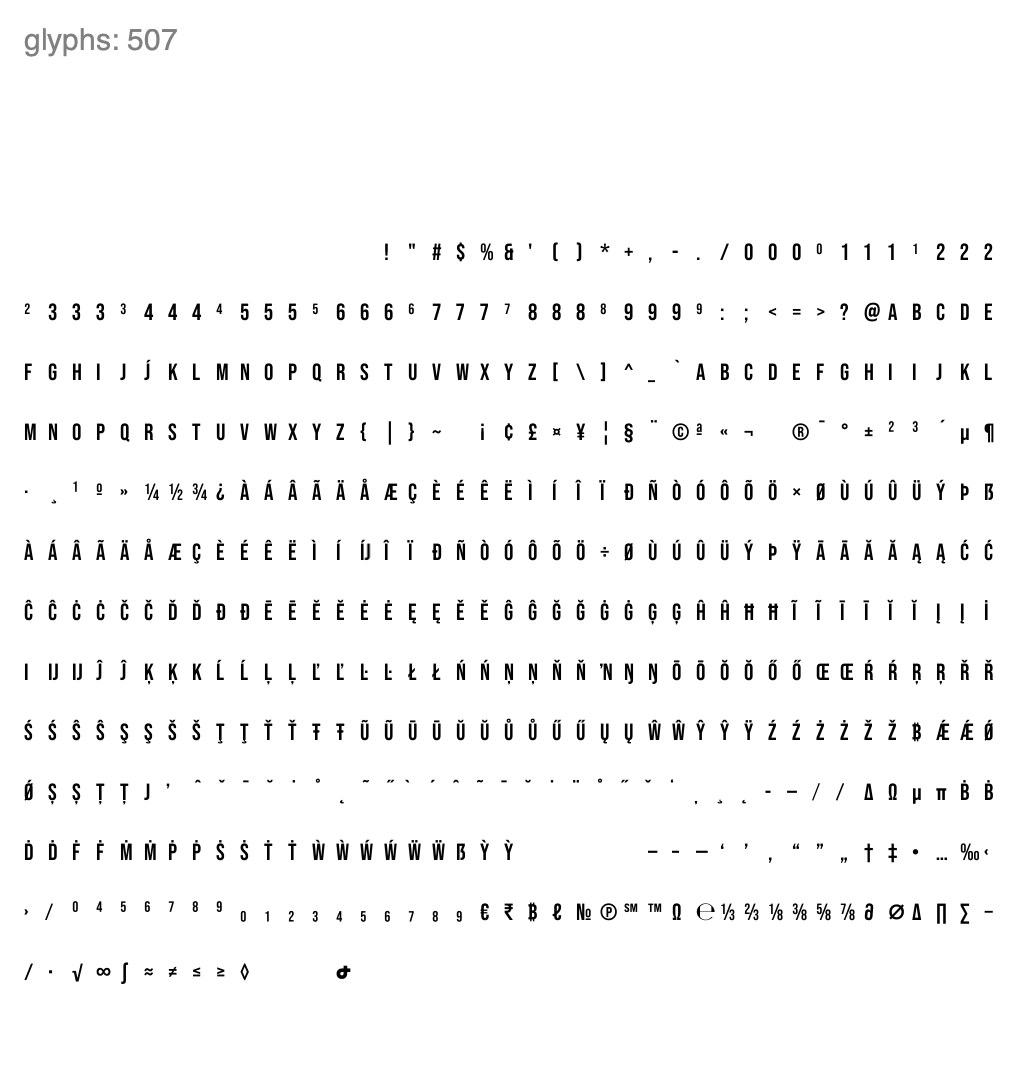 glyphs: 507
! " # $ % & ' ( ) * + , - . / 0 0 0 ⁰ 1 1 1 ¹ 2 2 2
² 3 3 3 ³ 4 4 4 ⁴ 5 5 5 ⁵ 6 6 6 ⁶ 7 7 7 ⁷ 8 8 8 ⁸ 9 9 9 ⁹ : ; < = > ? @ A B C D E
F G H I J J́ K L M N O P Q R S T U V W X Y Z [ \ ] ^ _ ` A B C D E F G H I I J K L
M N O P Q R S T U V W X Y Z { | } ~ ¡ ¢ £ ¤ ¥ ¦ § ¨ © ª « ¬ ® ¯ ° ± ² ³ ´ µ ¶
· ¸ ¹ º » ¼ ½ ¾ ¿ À Á Â Ã Ä Å Æ Ç È É Ê Ë Ì Í Î Ï Ð Ñ Ò Ó Ô Õ Ö × Ø Ù Ú Û Ü Ý Þ ẞ
À Á Â Ã Ä Å Æ Ç È É Ê Ë Ì Í ÍJ́ Î Ï Ð Ñ Ò Ó Ô Õ Ö ÷ Ø Ù Ú Û Ü Ý Þ Ÿ Ā Ā Ă Ă Ą Ą Ć Ć
Ĉ Ĉ Ċ Ċ Č Č Ď Ď Đ Đ Ē Ē Ĕ Ĕ Ė Ė Ę Ę Ě Ě Ĝ Ĝ Ğ Ğ Ġ Ġ Ģ Ģ Ĥ Ĥ Ħ Ħ Ĩ Ĩ Ī Ī Ĭ Ĭ Į Į İ
I IJ IJ Ĵ Ĵ Ķ Ķ K Ĺ Ĺ Ļ Ļ Ľ Ľ Ŀ Ŀ Ł Ł Ń Ń Ņ Ņ Ň Ň ʼN Ŋ Ŋ Ō Ō Ŏ Ŏ Ő Ő Œ Œ Ŕ Ŕ Ŗ Ŗ Ř Ř
Ś Ś Ŝ Ŝ Ş Ş Š Š Ţ Ţ Ť Ť Ŧ Ŧ Ũ Ũ Ū Ū Ŭ Ŭ Ů Ů Ű Ű Ų Ų Ŵ Ŵ Ŷ Ŷ Ÿ Ź Ź Ż Ż Ž Ž Ƀ Ǽ Ǽ Ǿ
Ǿ Ș Ș Ț Ț J ʼ ˆ ˇ ˉ ˘ ˙ ˚ ˛ ˜ ˝ ̀ ́ ̂ ̃ ̄ ̆ ̇ ̈ ̊ ̋ ̌ ̍ ̦ ̧ ̨ ‐ – / / Δ Ω µ π Ḃ Ḃ
Ḋ Ḋ Ḟ Ḟ Ṁ Ṁ Ṗ Ṗ Ṡ Ṡ Ṫ Ṫ Ẁ Ẁ Ẃ Ẃ Ẅ Ẅ ẞ Ỳ Ỳ – - — ‘ ’ ‚ “ ” „ † ‡ • … ‰ ‹
› ⁄ ⁰ ⁴ ⁵ ⁶ ⁷ ⁸ ⁹ ₀ ₁ ₂ ₃ ₄ ₅ ₆ ₇ ₈ ₉ € ₹ ₿ ℓ № ℗ ℠ ™ Ω ℮ ⅓ ⅔ ⅛ ⅜ ⅝ ⅞ ∂ ∅ ∆ ∏ ∑ −
∕ ∙ √ ∞ ∫ ≈ ≠ ≤ ≥ ◊